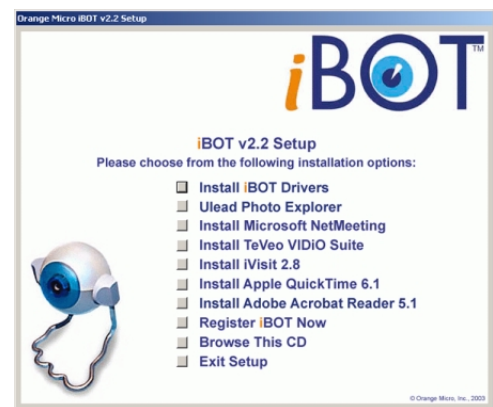 Orange Micro iBOT v2.2 Setup
iBOT™
iBOT v2.2 Setup
Please choose from the following installation options:
Install iBOT Drivers
Ulead Photo Explorer
Install Microsoft NetMeeting
Install TeVeo VIDiO Suite
Install iVisit 2.8
Install Apple QuickTime 6.1
Install Adobe Acrobat Reader 5.1
Register iBOT Now
Browse This CD
Exit Setup
© Orange Micro, Inc., 2003